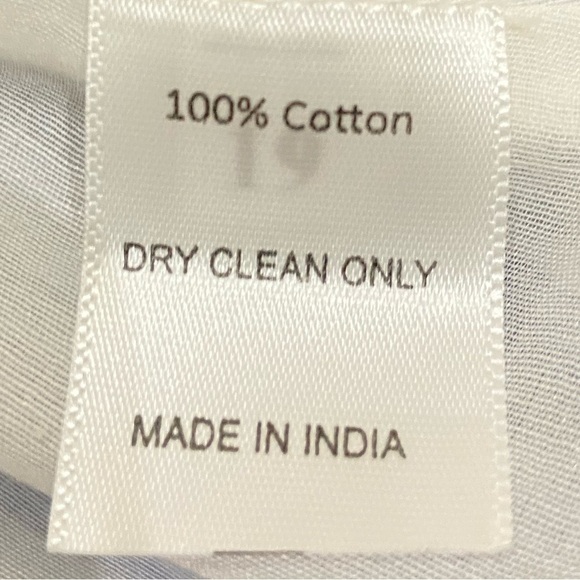 100% Cotton
DRY CLEAN ONLY
MADE IN INDIA